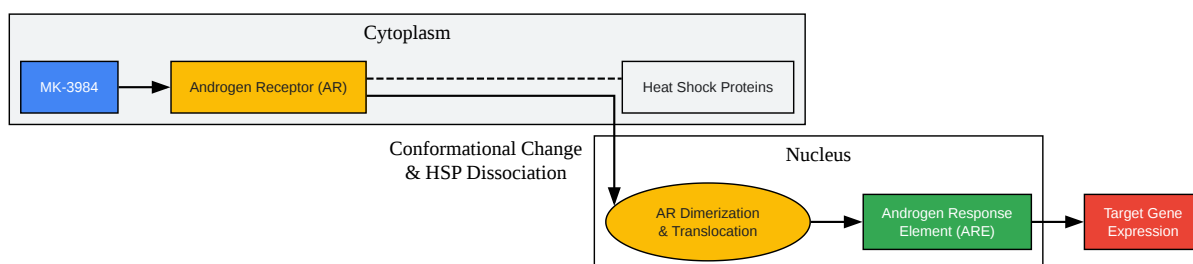 Cytoplasm
MK-3984
Androgen Receptor (AR)
Heat Shock Proteins
Conformational Change
& HSP Dissociation
Nucleus
AR Dimerization
& Translocation
Androgen Response
Element (ARE)
Target Gene
Expression